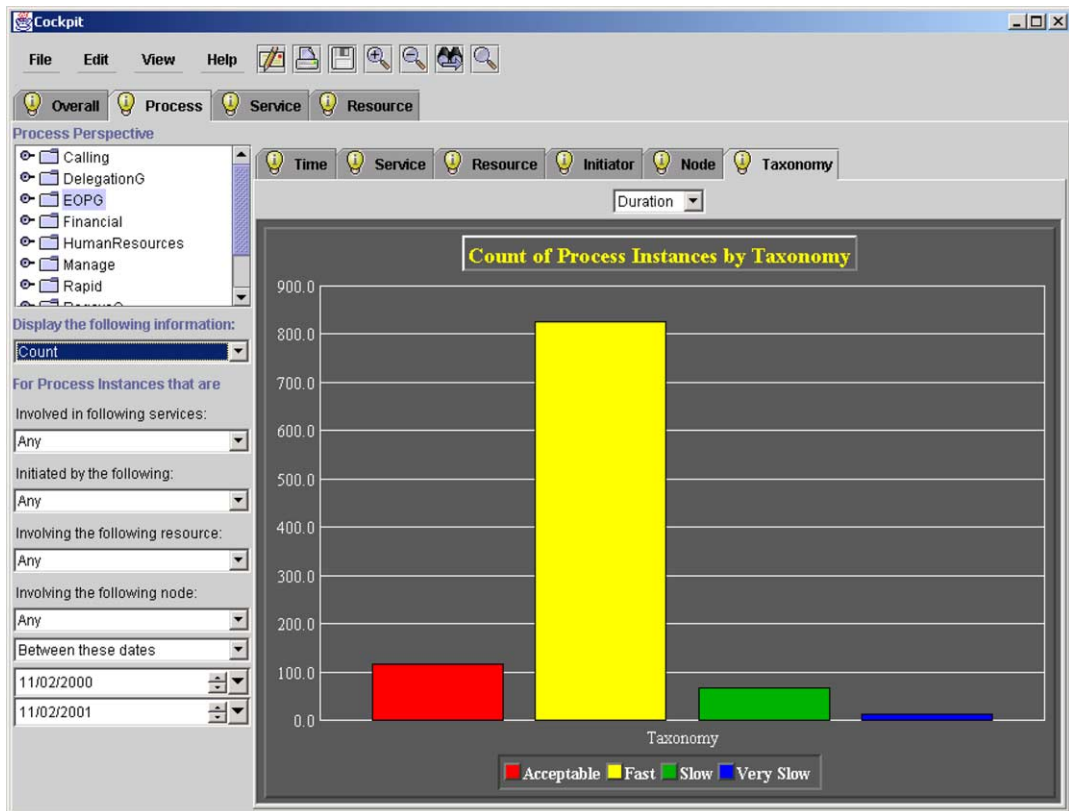 Cockpit
File Edit View Help
Overall Process Service Resource
Process Perspective
Calling
DelegationG
EOPG
Financial
HumanResources
Manage
Rapid
Display the following information:
Count
For Process Instances that are
Involved in following services:
Any
Initiated by the following:
Any
Involving the following resource:
Any
Involving the following node:
Any
Between these dates
11/02/2000
11/02/2001
Time Service Resource Initiator Node Taxonomy
Duration
Count of Process Instances by Taxonomy
900.0
800.0
700.0
600.0
500.0
400.0
300.0
200.0
100.0
0.0
Taxonomy
Acceptable Fast Slow Very Slow